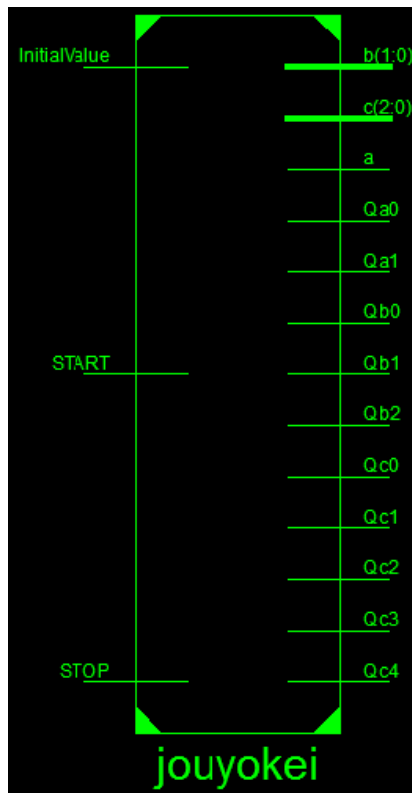 InitialValue
b(1:0)
c(2:0)
a
Qa0
Qa1
Qb0
START
Qb1
Qb2
Qc0
Qc1
Qc2
Qc3
STOP
Qc4
jouyokei